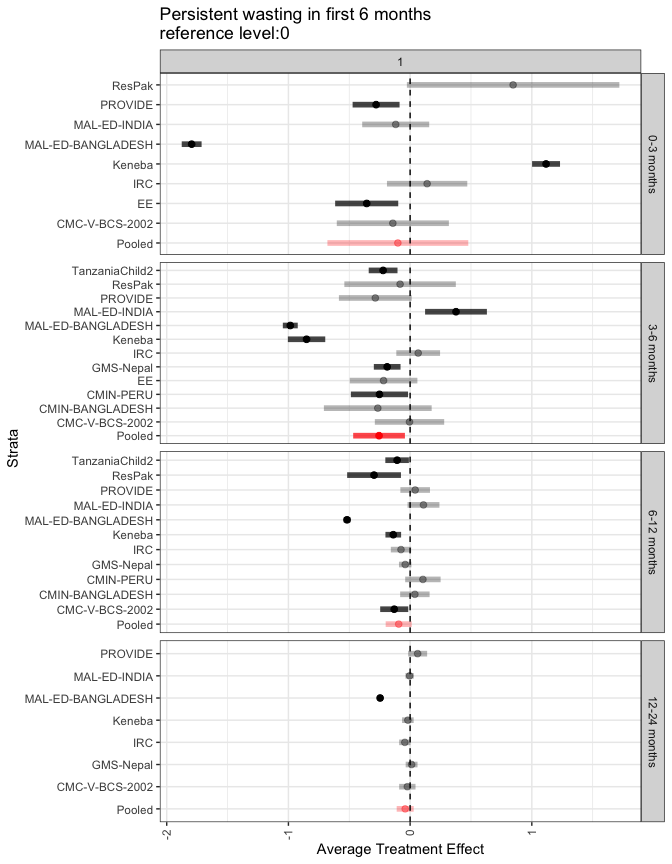 Persistent wasting in first 6 months
reference level:0
1
ResPak
PROVIDE
MAL-ED-INDIA
MAL-ED-BANGLADESH
Keneba
IRC
EE
CMC-V-BCS-2002
Pooled
0-3 months
TanzaniaChild2
ResPak
PROVIDE
MAL-ED-INDIA
MAL-ED-BANGLADESH
Keneba
IRC
GMS-Nepal
EE
CMIN-PERU
CMIN-BANGLADESH
CMC-V-BCS-2002
Pooled
3-6 months
Strata
TanzaniaChild2
ResPak
PROVIDE
MAL-ED-INDIA
MAL-ED-BANGLADESH
Keneba
IRC
GMS-Nepal
CMIN-PERU
CMIN-BANGLADESH
CMC-V-BCS-2002
Pooled
6-12 months
PROVIDE
MAL-ED-INDIA
MAL-ED-BANGLADESH
Keneba
IRC
GMS-Nepal
CMC-V-BCS-2002
Pooled
12-24 months
-2
-1
0
1
Average Treatment Effect